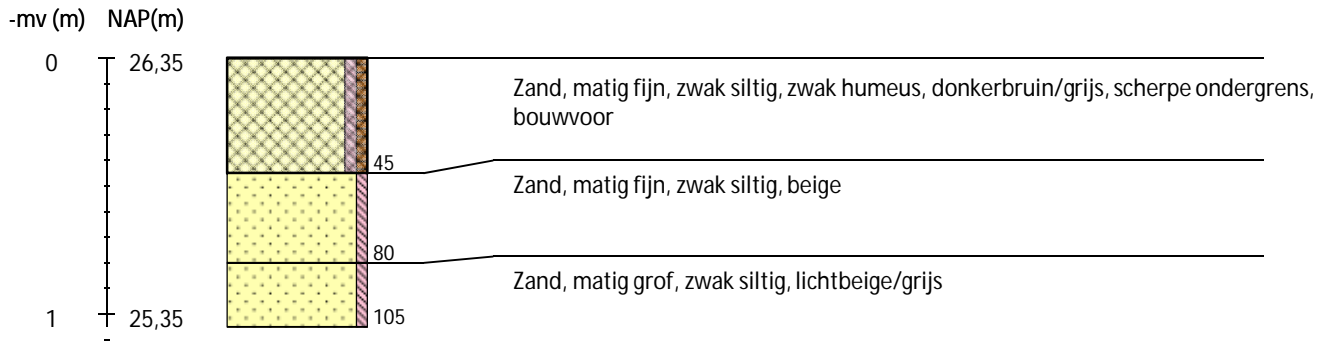 -mv (m) NAP(m)
0 26,35
Zand, matig fijn, zwak siltig, zwak humeus, donkerbruin/grijs, scherpe ondergrens,
bouwvoor
45
Zand, matig fijn, zwak siltig, beige
80
Zand, matig grof, zwak siltig, lichtbeige/grijs
1 25,35
105